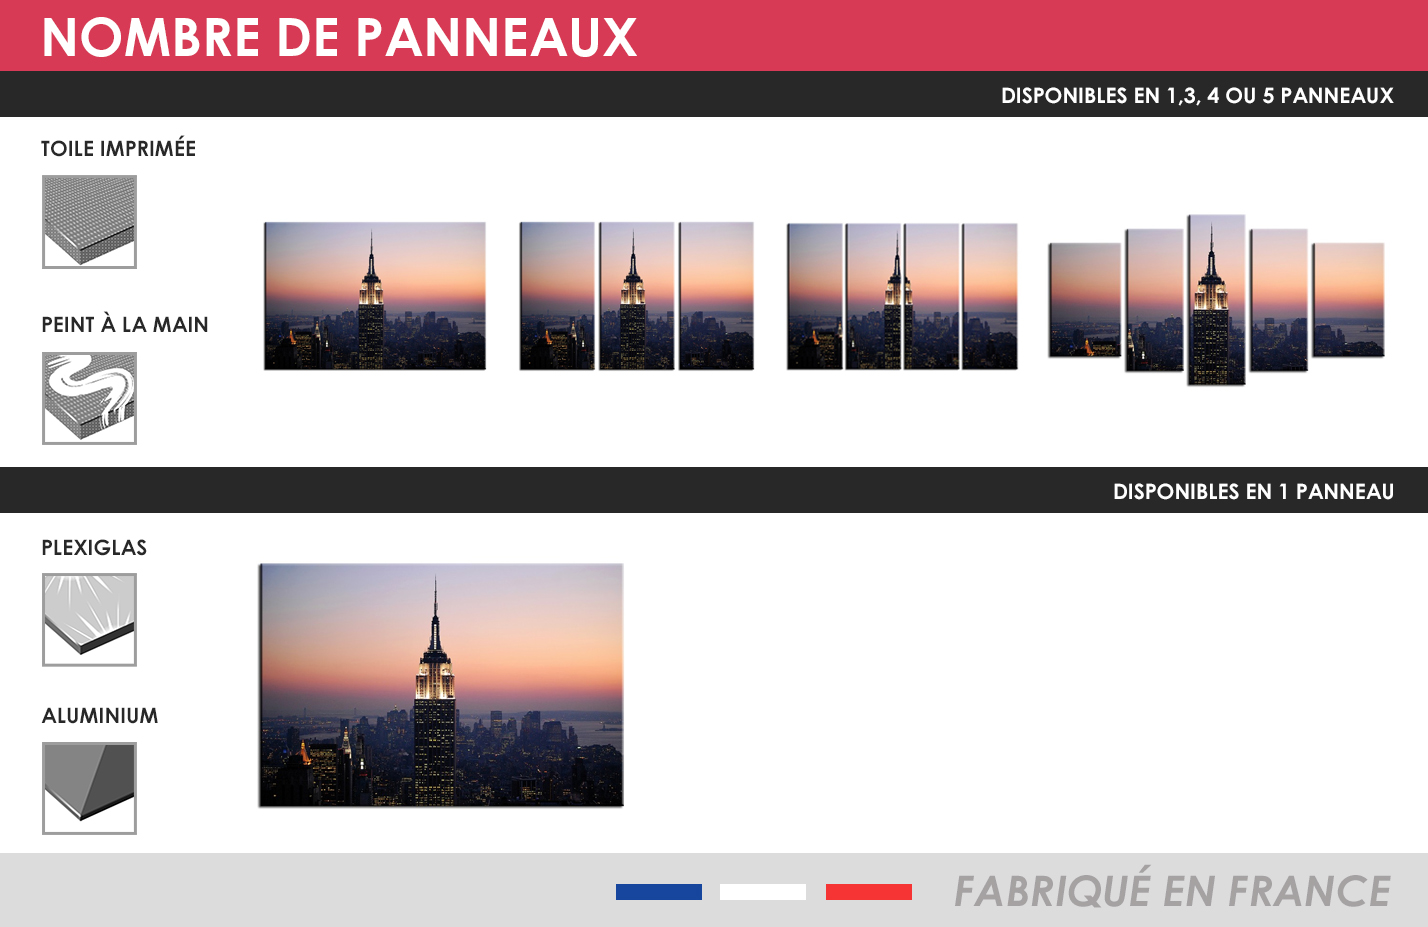 NOMBRE DE PANNEAUX
DISPONIBLES EN 1,3, 4 OU 5 PANNEAUX
TOILE IMPRIMÉE
PEINT À LA MAIN
DISPONIBLES EN 1 PANNEAU
PLEXIGLAS
ALUMINIUM
FABRIQUÉ EN FRANCE